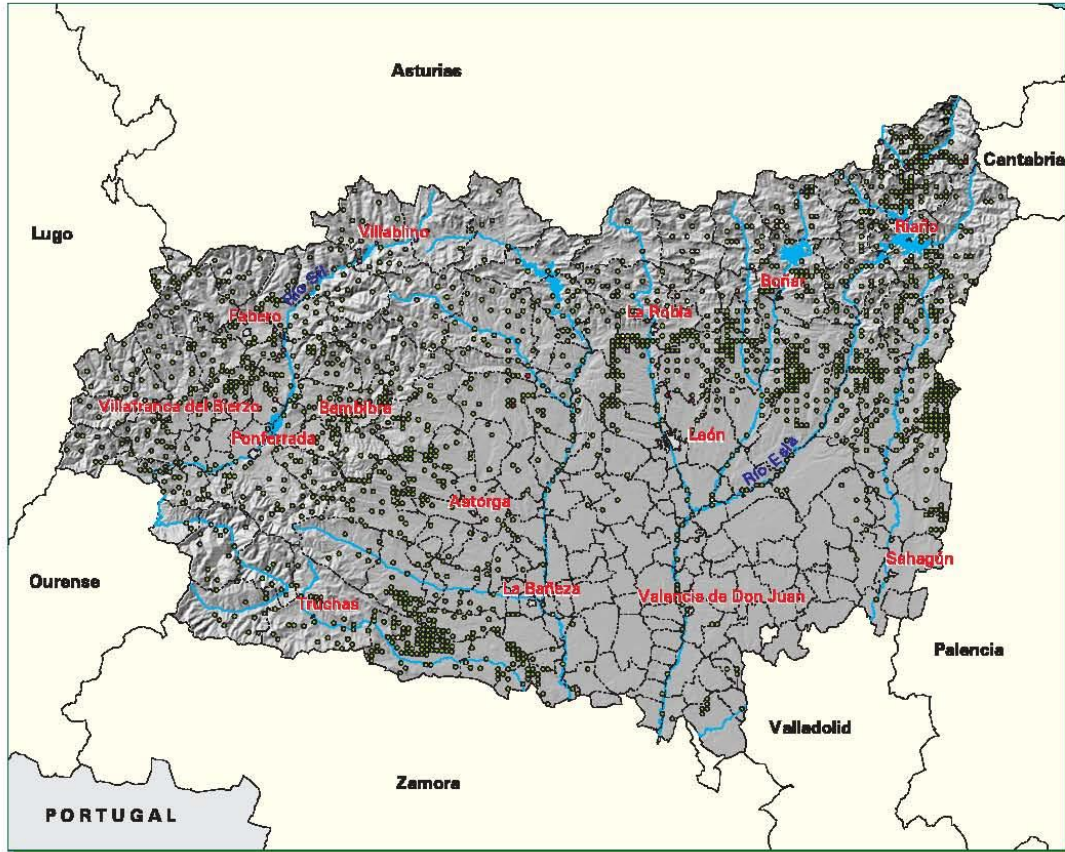 Asturias
Cantabria
Lugo
Villablino
Riaño
Río Sil
Boñar
Fabero
La Robla
Villafranca del Bierzo
Bembibre
Ponferrada
León
Río Esla
Astorga
Sahagún
Ourense
La Bañeza
Valencia de Don Juan
Truchas
Palencia
Valladolid
Zamora
PORTUGAL